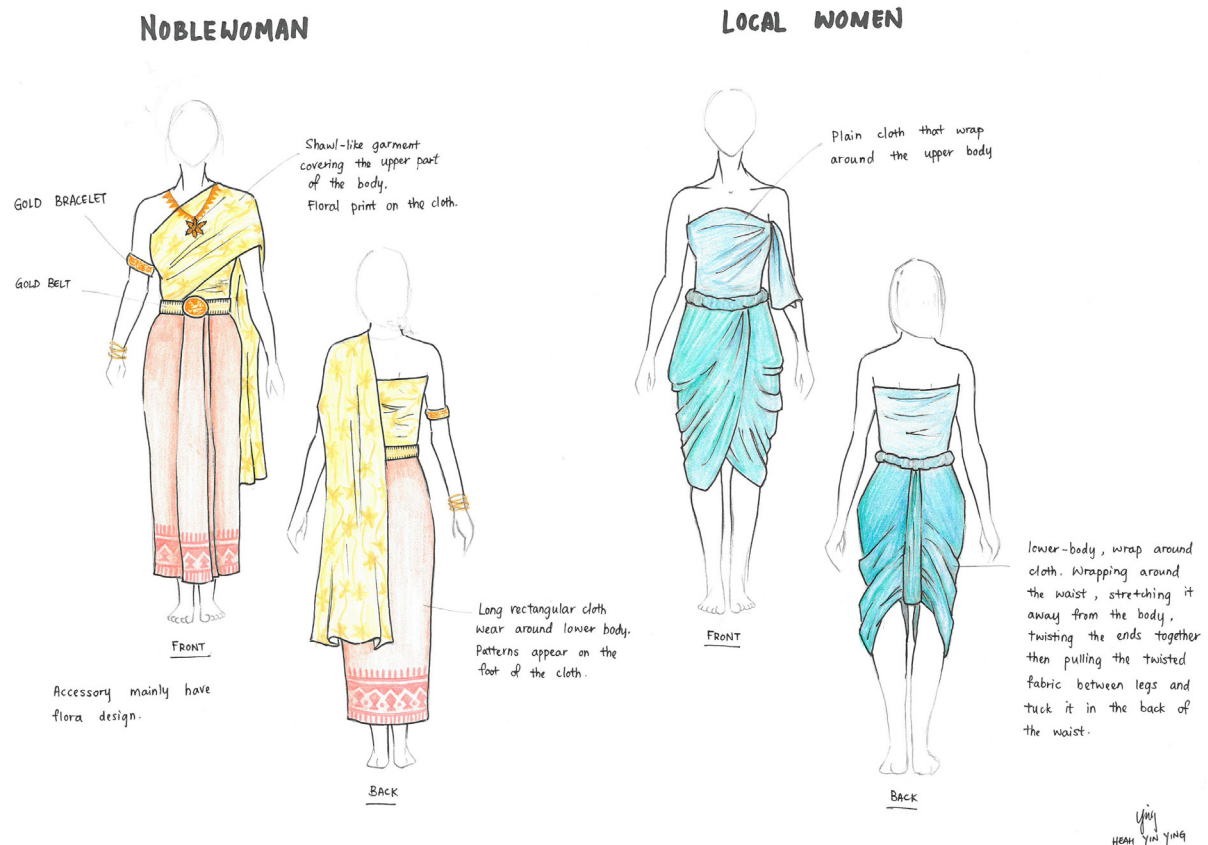 NOBLEWOMAN
GOLD BRACELET
GOLD BELT
Shawl-like garment
covering the upper part
of the body.
Floral print on the cloth.
FRONT
Accessory mainly have
flora design.
Long rectangular cloth
wear around lower body.
Patterns appear on the
foot of the cloth.
BACK
LOCAL WOMEN
Plain cloth that wrap
around the upper body
FRONT
lower-body, wrap around
cloth. Wrapping around
the waist, stretching it
away from the body,
twisting the ends together
then pulling the twisted
fabric between legs and
tuck it in the back of
the waist.
BACK
ying
HEAH YIN YING